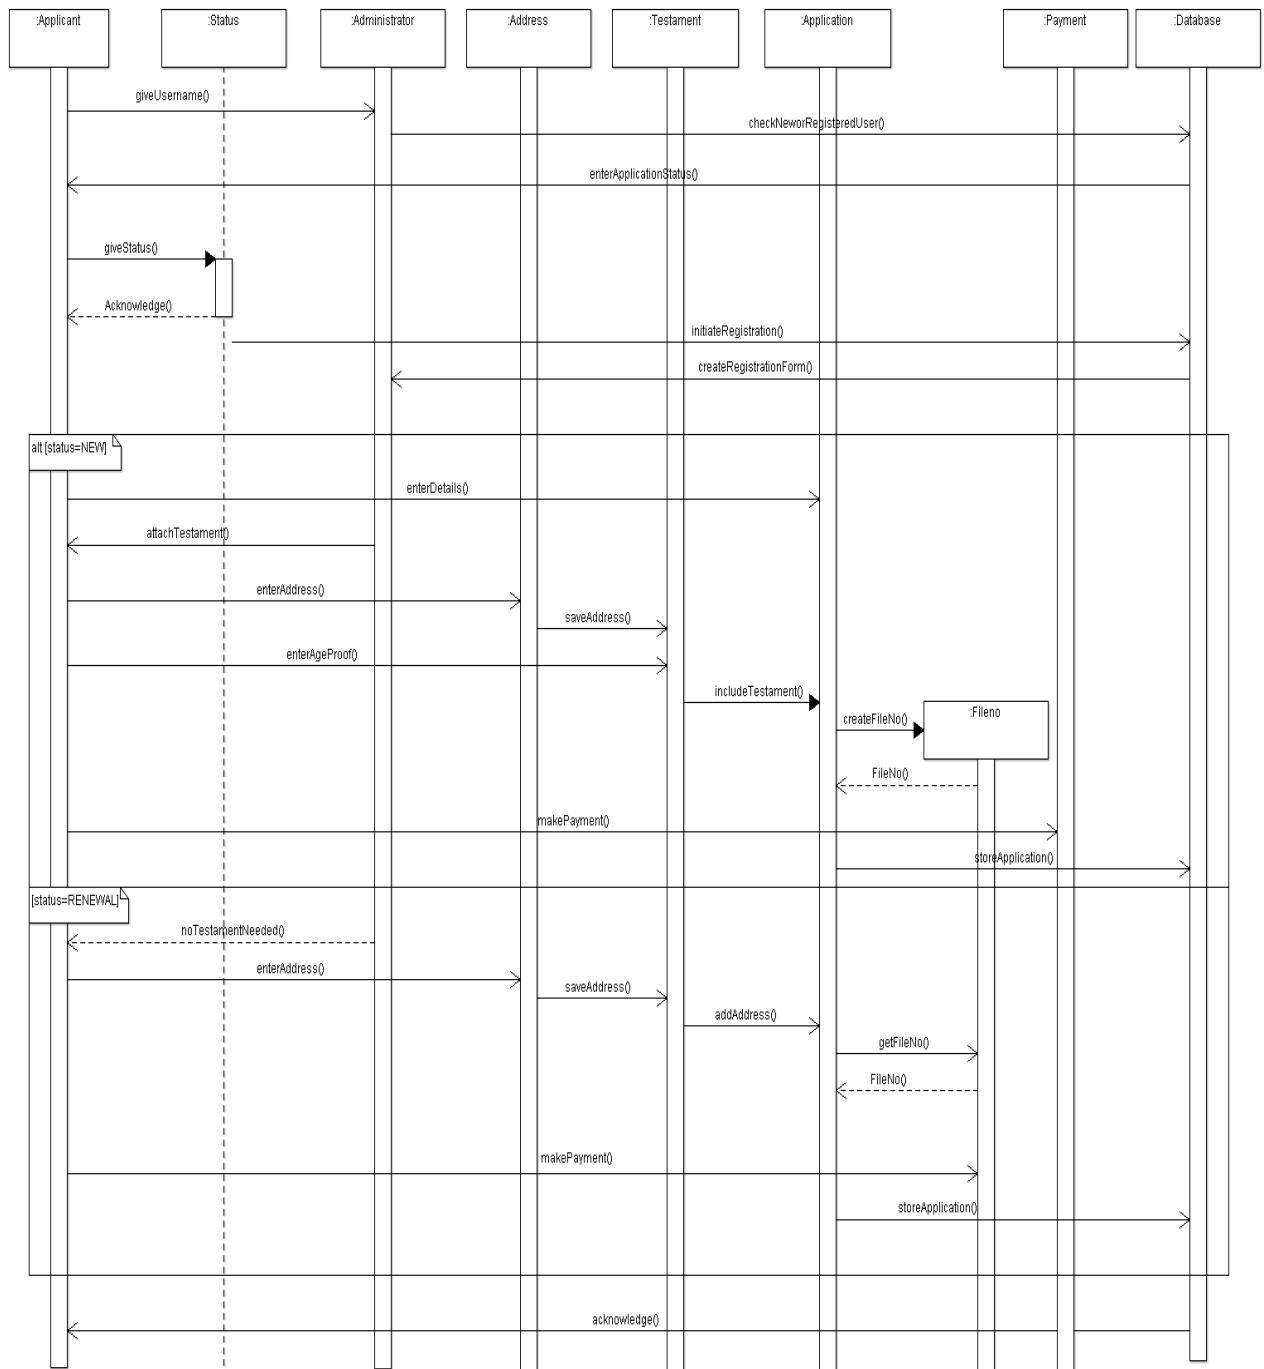 :Applicant
:Status
:Administrator
:Address
:Testament
:Application
:Payment
:Database
giveUsername()
checkNeworRegisteredUser()
enterApplicationStatus()
giveStatus()
Acknowledge()
initiateRegistration()
createRegistrationForm()
alt [status=NEW]
enterDetails()
attachTestament()
enterAddress()
saveAddress()
enterAgeProof()
includeTestament()
:Fileno
createFileNo()
FileNo()
makePayment()
storeApplication()
[status=RENEWAL]
noTestamentNeeded()
enterAddress()
saveAddress()
addAddress()
getFileNo()
FileNo()
makePayment()
storeApplication()
acknowledge()